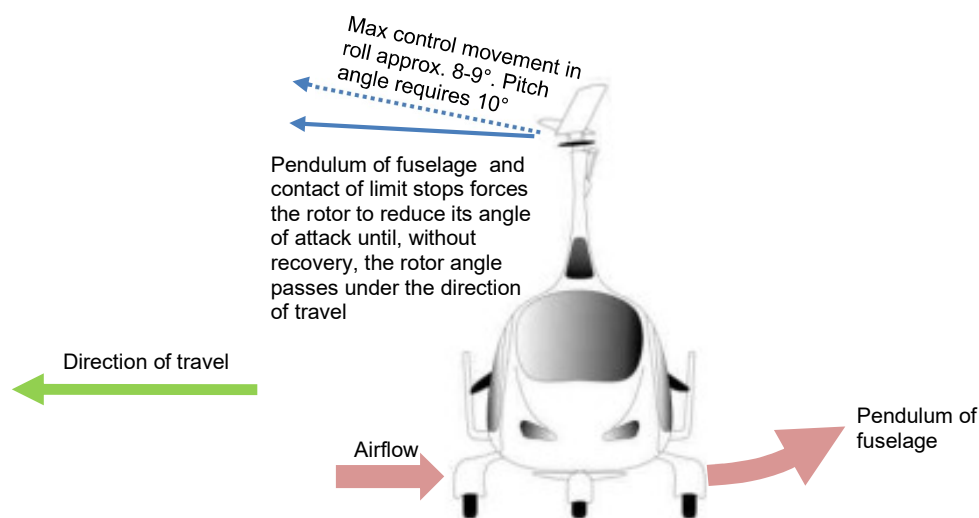 Max control movement in
roll approx. 8-9°. Pitch
angle requires 10°
Pendulum of fuselage and
contact of limit stops forces
the rotor to reduce its angle
of attack until, without
recovery, the rotor angle
passes under the direction
of travel
Direction of travel
Airflow
Pendulum of
fuselage